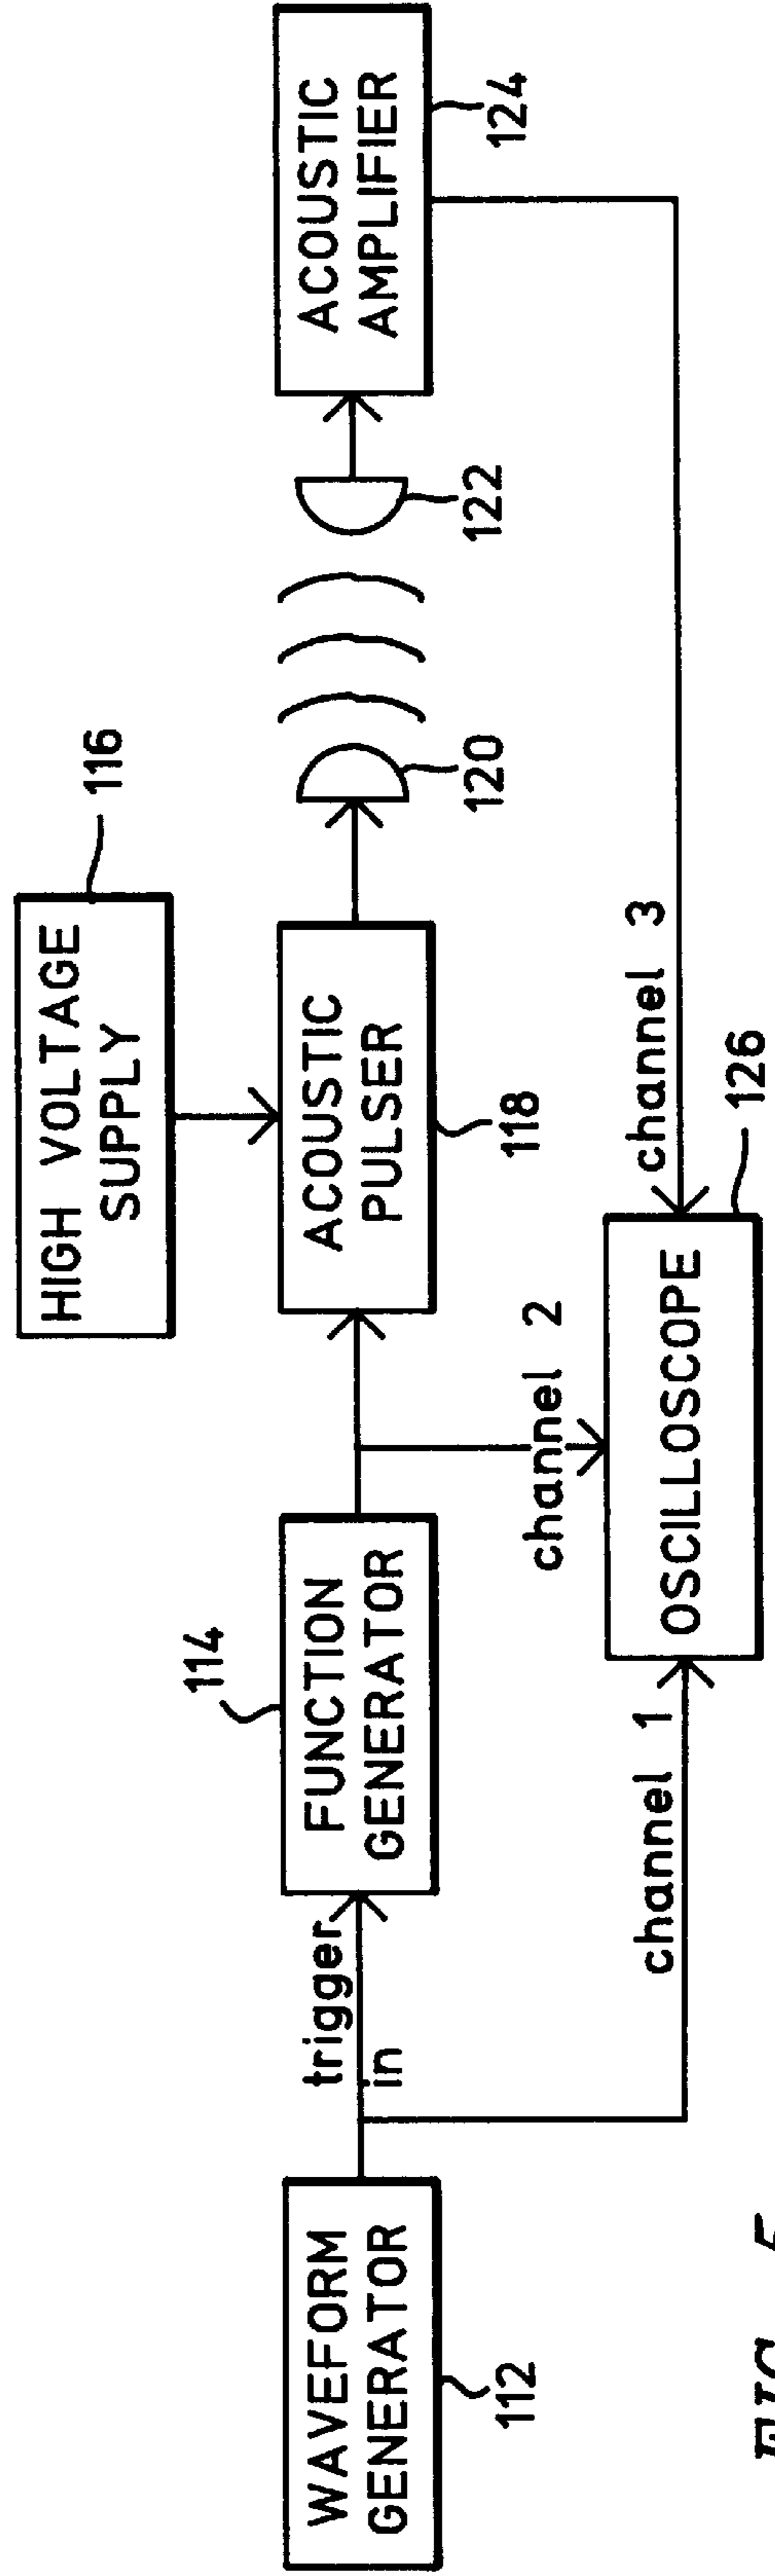 HIGH VOLTAGE
SUPPLY
116
114
trigger
in
WAVEFORM
GENERATOR
112
FUNCTION
GENERATOR
ACOUSTIC
PULSER
118
120
122
ACOUSTIC
AMPLIFIER
124
channel 1
channel 2
channel 3
OSCILLOSCOPE
126